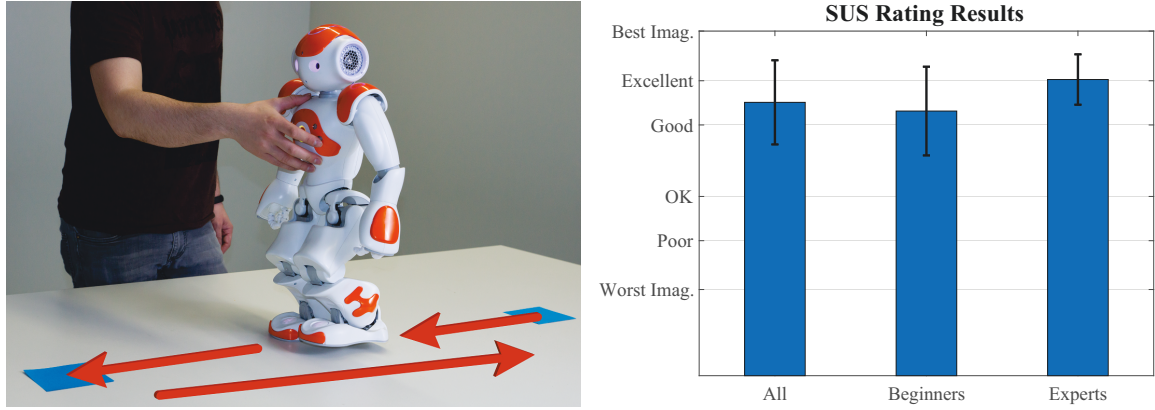 SUS Rating Results
Best Imag.
Excellent
Good
OK
Poor
Worst Imag.
All
Beginners
Experts